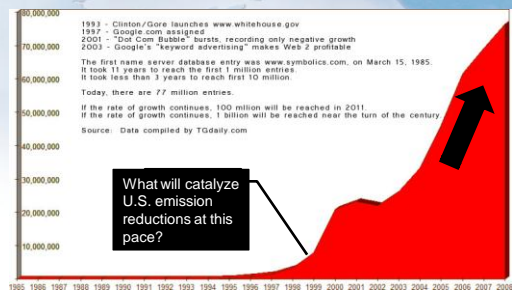 80,000,000
1993 - Clinton/Gore launches www.whitehouse.gov
1997 - Google.com assigned
2001 - "Dot Com Bubble" bursts, recording only negative growth
2003 - Google's "keyword advertising" makes Web 2 profitable
70,000,000
The first name server database entry was www.symbolics.com, on March 15, 1985.
It took 11 years to reach the first 1 million entries.
It took less than 3 years to reach first 10 million.
60,000,000
Today, there are 77 million entries.
If the rate of growth continues, 100 mllion will be reached in 2011.
If the rate of growth continues, 1 billion will be reached near the turn of the century.
50,000,000
Source: Data compiled by TGdaily.com
40,000,000
30,000,000
What will catalyze
U.S. emission
reductions at this
pace?
20,000,000
10,000,000
1985 1986 1987 1988 1989 1990 1991 1992 1993 1994 1995 1996 1997 1998 1999 2000 2001 2002 2003 2004 2005 2006 2007 2008